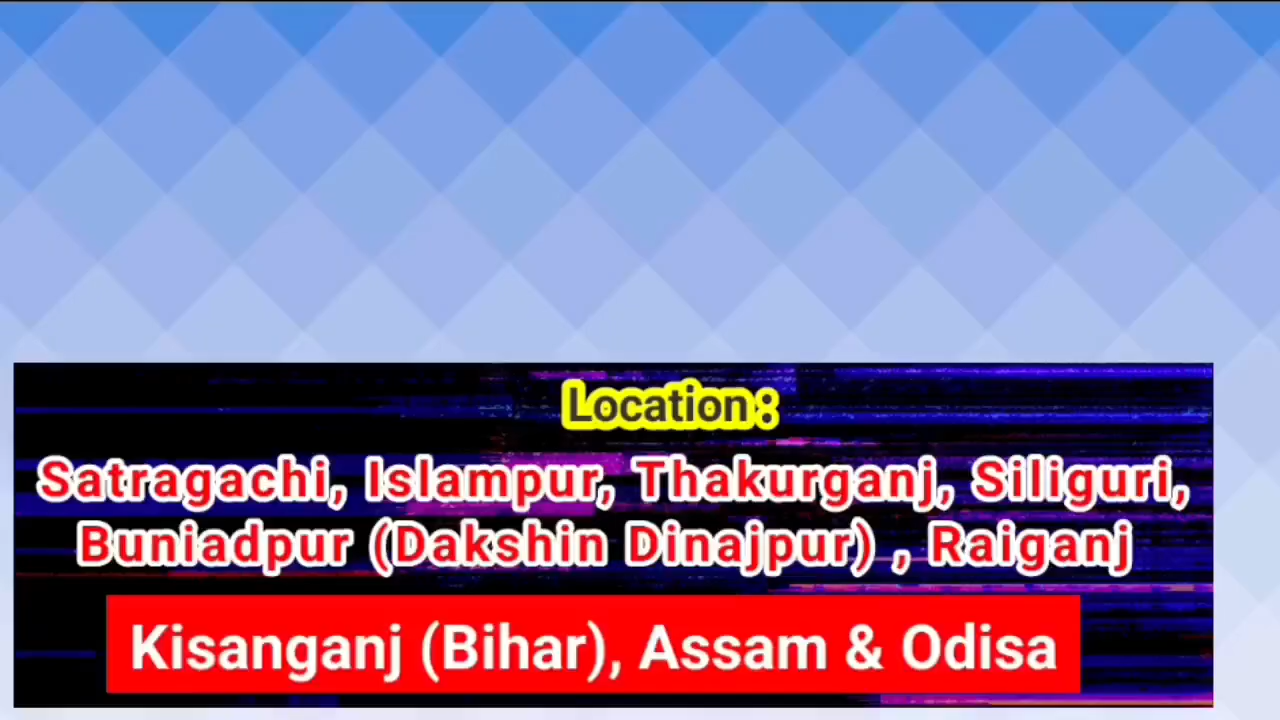 Location :
Satragachi, Islampur, Thakurganj, Siliguri,
Buniadpur (Dakshin Dinajpur) , Raiganj
Kisanganj (Bihar), Assam & Odisa